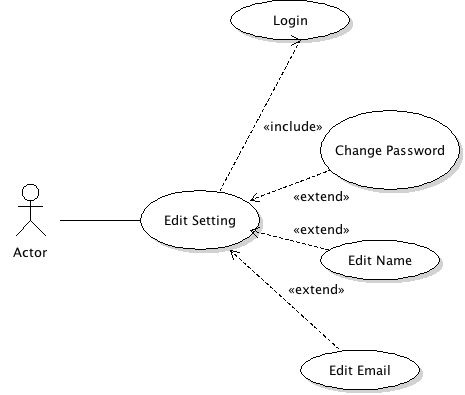 Login
«include»
Change Password
«extend»
Edit Setting
«extend»
Actor
Edit Name
«extend»
Edit Email